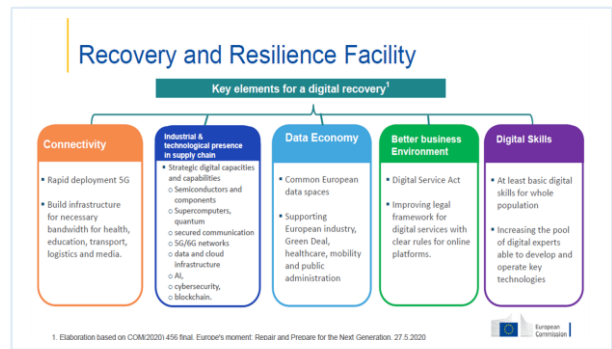 Recovery and Resilience Facility
Key elements for a digital recovery1
Connectivity
▪ Rapid deployment 5G
▪ Build infrastructure
for necessary
bandwidth for health,
education, transport,
logistics and media.
Industrial &
technological presence
in supply chain
▪ Strategic digital capacities
and capabilities
o Semiconductors and
components
o Supercomputers,
quantum
o secured communication
o 5G/6G networks
o data and cloud
infrastructure
o AI,
o cybersecurity,
o blockchain.
Data Economy
▪ Common European
data spaces
▪ Supporting
European industry,
Green Deal,
healthcare, mobility
and public
administration
Better business
Environment
▪ Digital Service Act
▪ Improving legal
framework for
digital services with
clear rules for online
platforms.
Digital Skills
▪ At least basic digital
skills for whole
population
▪ Increasing the pool
of digital experts
able to develop and
operate key
technologies
1. Elaboration based on COM(2020) 456 final. Europe's moment: Repair and Prepare for the Next Generation. 27.5.2020
European
Commission